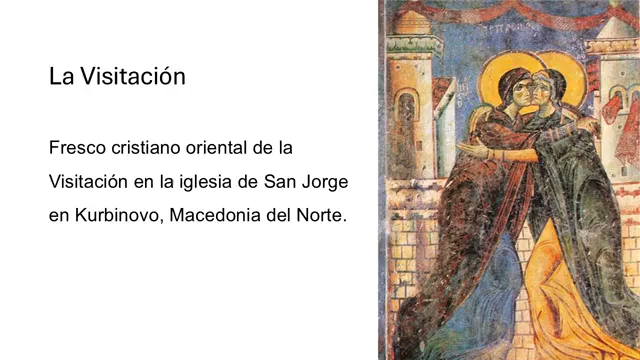 La Visitación
Fresco cristiano oriental de la
Visitación en la iglesia de San Jorge
en Kurbinovo, Macedonia del Norte.